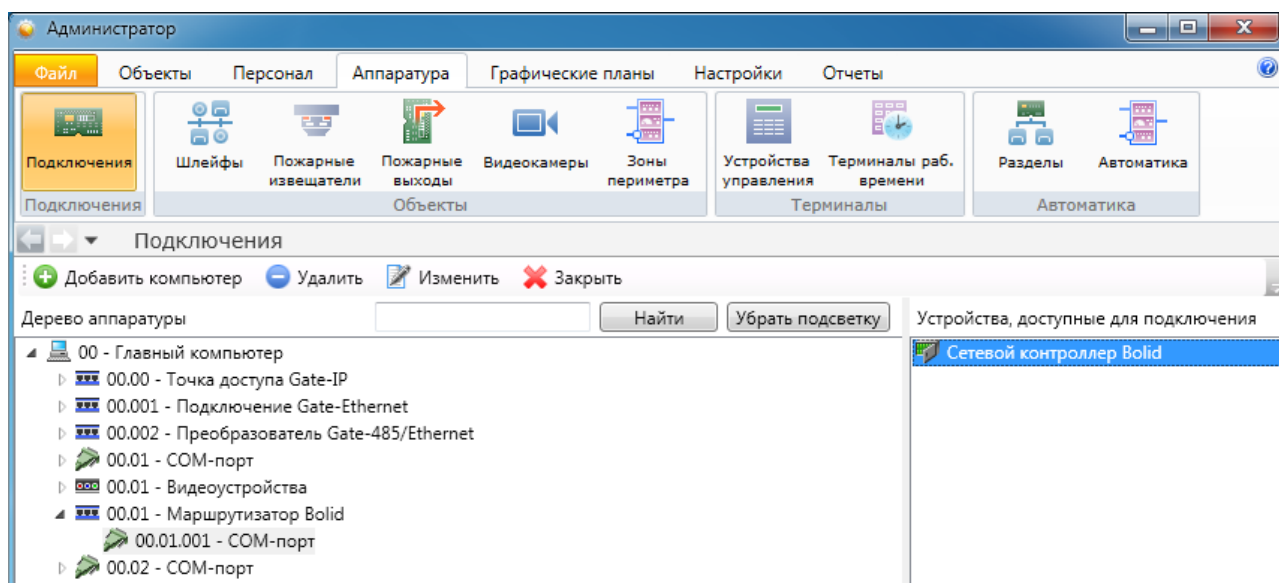 Администратор
Файл Объекты Персонал Аппаратура Графические планы Настройки Отчеты
Подключения Шлейфы Пожарные извещатели Пожарные выходы Видеокамеры Зоны периметра Устройства управления Терминалы раб. времени Разделы Автоматика
Подключения Объекты Терминалы Автоматика
Подключения
Добавить компьютер Удалить Изменить Закрыть
Дерево аппаратуры Найти Убрать подсветку Устройства, доступные для подключения
00 - Главный компьютер Сетевой контроллер Bolid
00.00 - Точка доступа Gate-IP
00.001 - Подключение Gate-Ethernet
00.002 - Преобразователь Gate-485/Ethernet
00.01 - COM-порт
00.01 - Видеоустройства
00.01 - Маршрутизатор Bolid
00.01.001 - COM-порт
00.02 - COM-порт